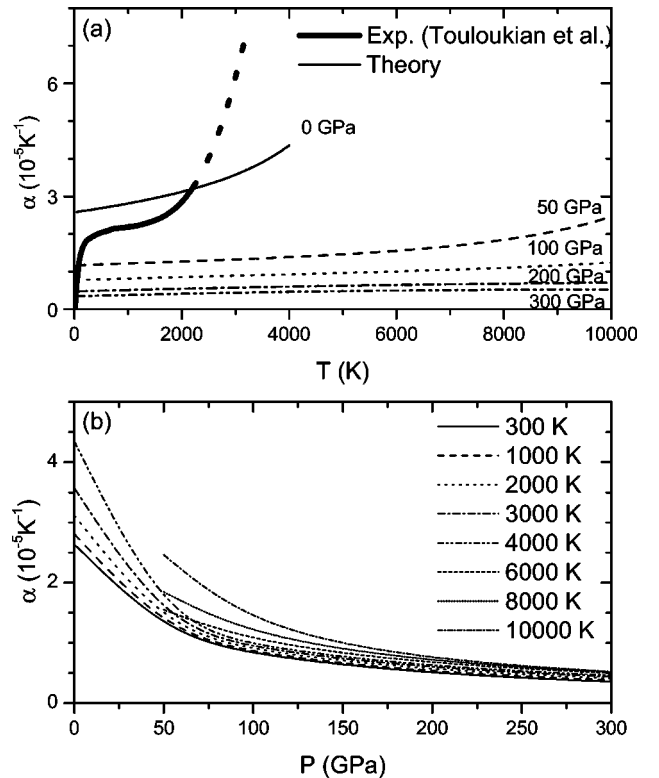 (a)
Exp. (Touloukian et al.)
Theory
0 GPa
50 GPa
100 GPa
200 GPa
300 GPa
6
3
0
α (10⁻⁵K⁻¹)
0 2000 4000 6000 8000 10000
T (K)
(b)
300 K
1000 K
2000 K
3000 K
4000 K
6000 K
8000 K
10000 K
4
2
0
α (10⁻⁵K⁻¹)
0 50 100 150 200 250 300
P (GPa)